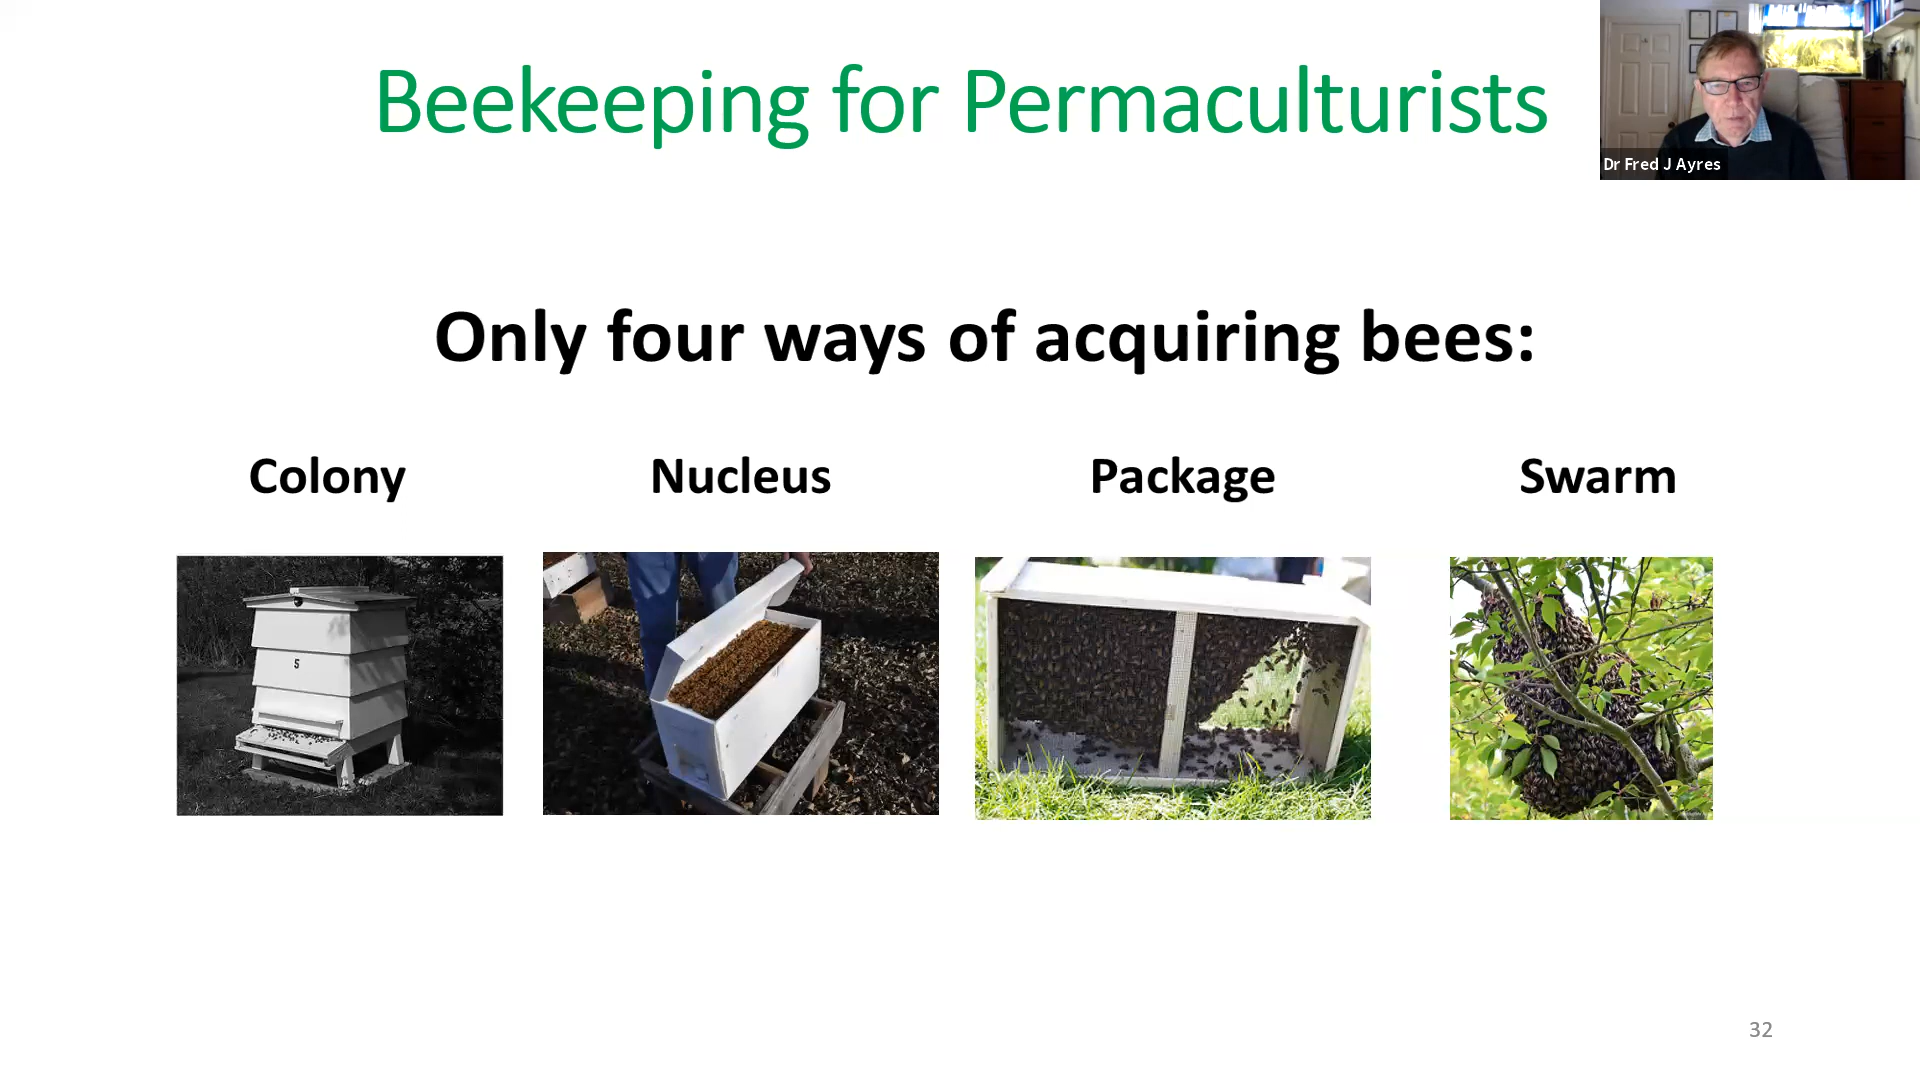 Beekeeping for Permaculturists
Dr Fred J Ayres
Only four ways of acquiring bees:
Colony
Nucleus
Package
Swarm
5
32